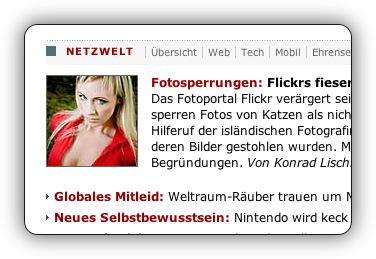 NETZWELT | Übersicht | Web | Tech | Mobil | Ehrense
Fotosperrungen: Flickrs fieser
Das Fotoportal Flickr verärgert sei
sperren Fotos von Katzen als nich
Hilferuf der isländischen Fotografin
deren Bilder gestohlen wurden. M
Begründungen. Von Konrad Lisch
Globales Mitleid: Weltraum-Räuber trauen um M
Neues Selbstbewusstsein: Nintendo wird keck